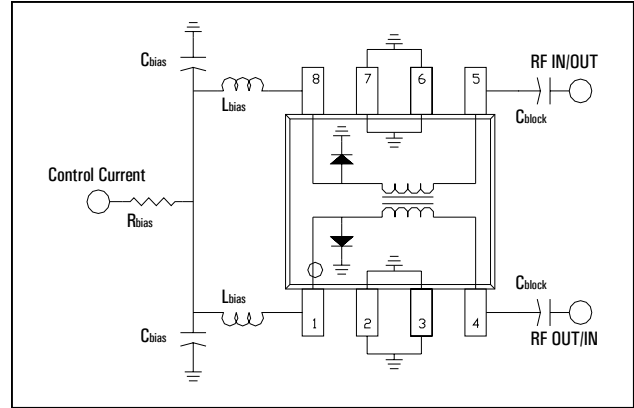 Cbias
8
7
6
5
RF IN/OUT
Lbias
Cblock
Control Current
Rbias
Lbias
Cblock
1
2
3
4
Cbias
RF OUT/IN